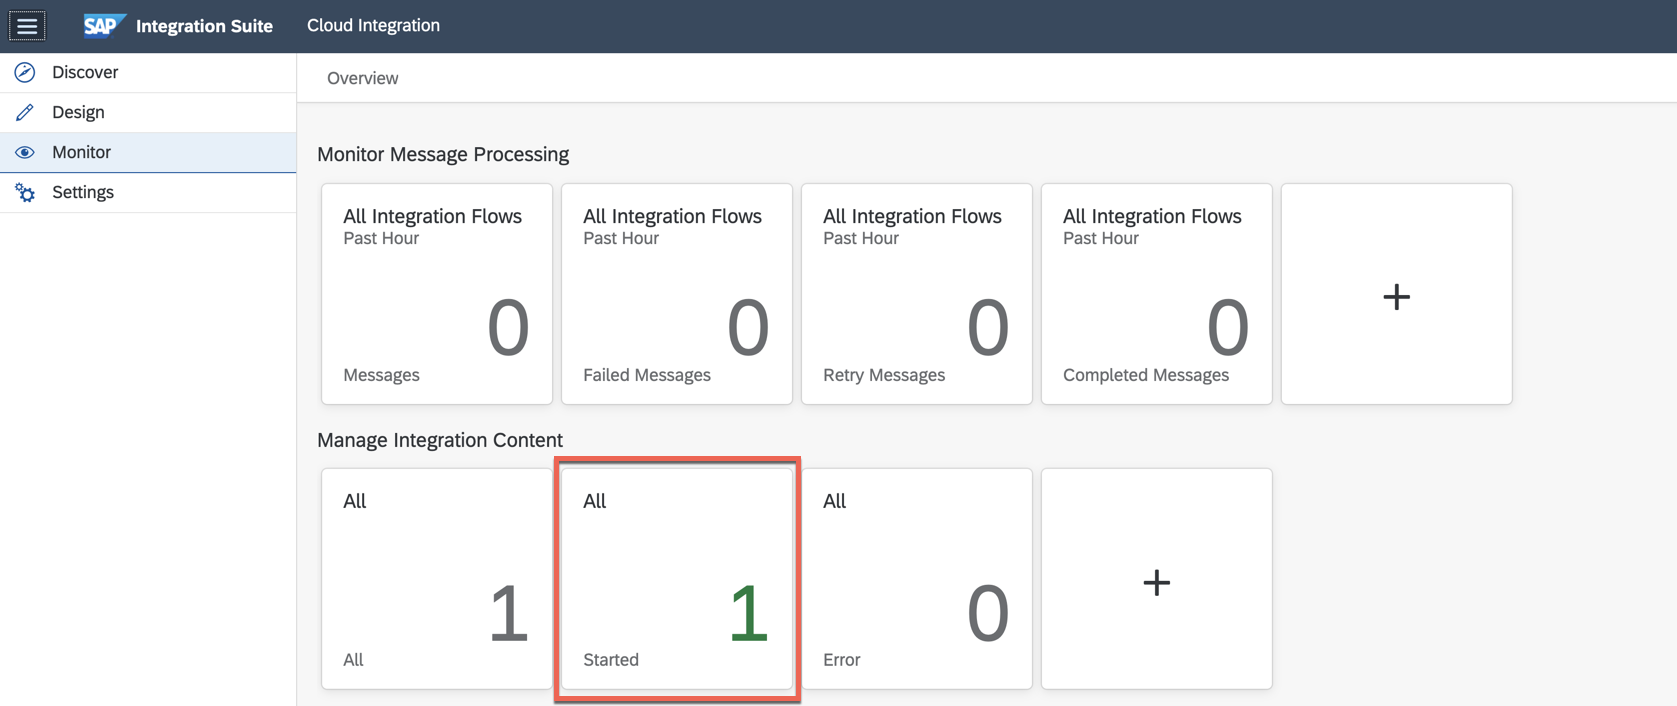 SAP Integration Suite Cloud Integration
Discover
Design
Monitor
Settings
Overview
Monitor Message Processing
All Integration Flows
Past Hour
0
Messages
All Integration Flows
Past Hour
0
Failed Messages
All Integration Flows
Past Hour
0
Retry Messages
All Integration Flows
Past Hour
0
Completed Messages
+
Manage Integration Content
All
1
All
All
1
Started
All
0
Error
+